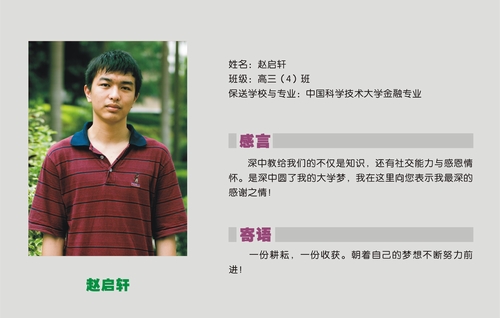 姓名：赵启轩
班级：高三（4）班
保送学校与专业：中国科学技术大学金融专业
感言
深中教给我们的不仅是知识，还有社交能力与感恩情
怀。是深中圆了我的大学梦，我在这里向您表示我最深的
感谢之情！
寄语
一份耕耘，一份收获。朝着自己的梦想不断努力前
进！
赵启轩